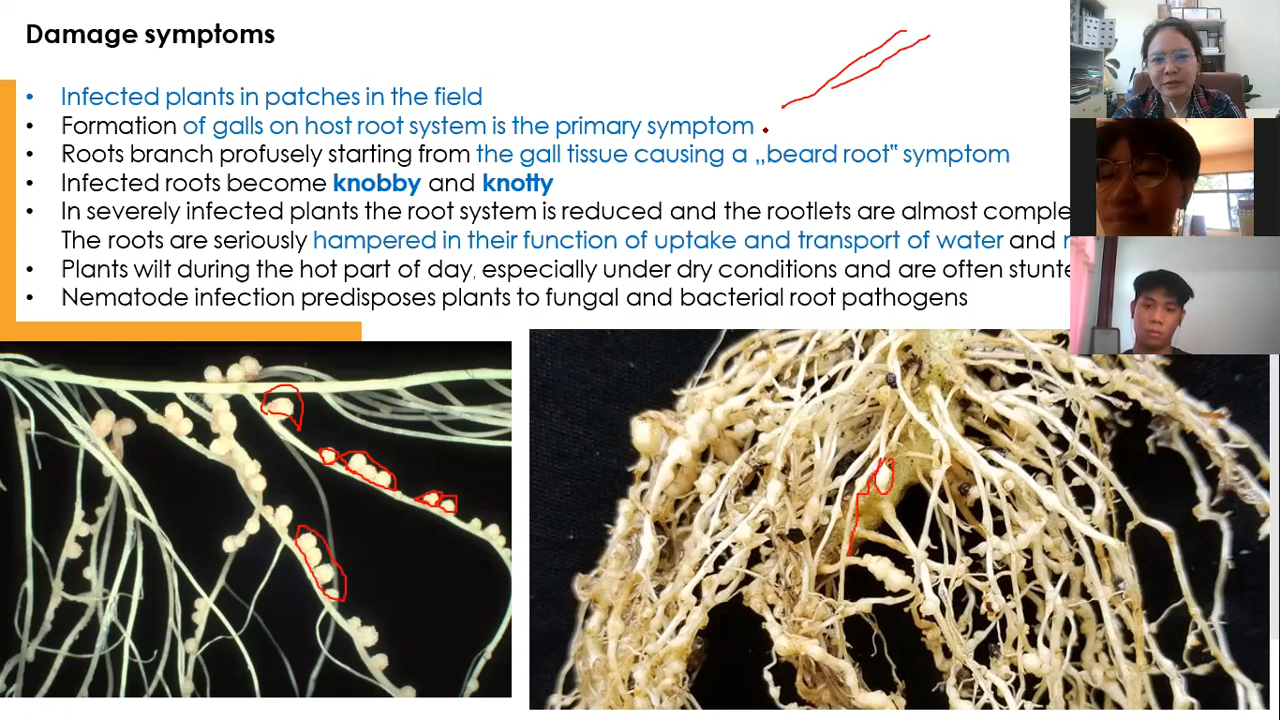 Damage symptoms
• Infected plants in patches in the field
• Formation of galls on host root system is the primary symptom
• Roots branch profusely starting from the gall tissue causing a „beard root‟ symptom
• Infected roots become knobby and knotty
• In severely infected plants the root system is reduced and the rootlets are almost
The roots are seriously hampered in their function of uptake and transport of water and
• Plants wilt during the hot part of day, especially under dry conditions and are often
• Nematode infection predisposes plants to fungal and bacterial root pathogens